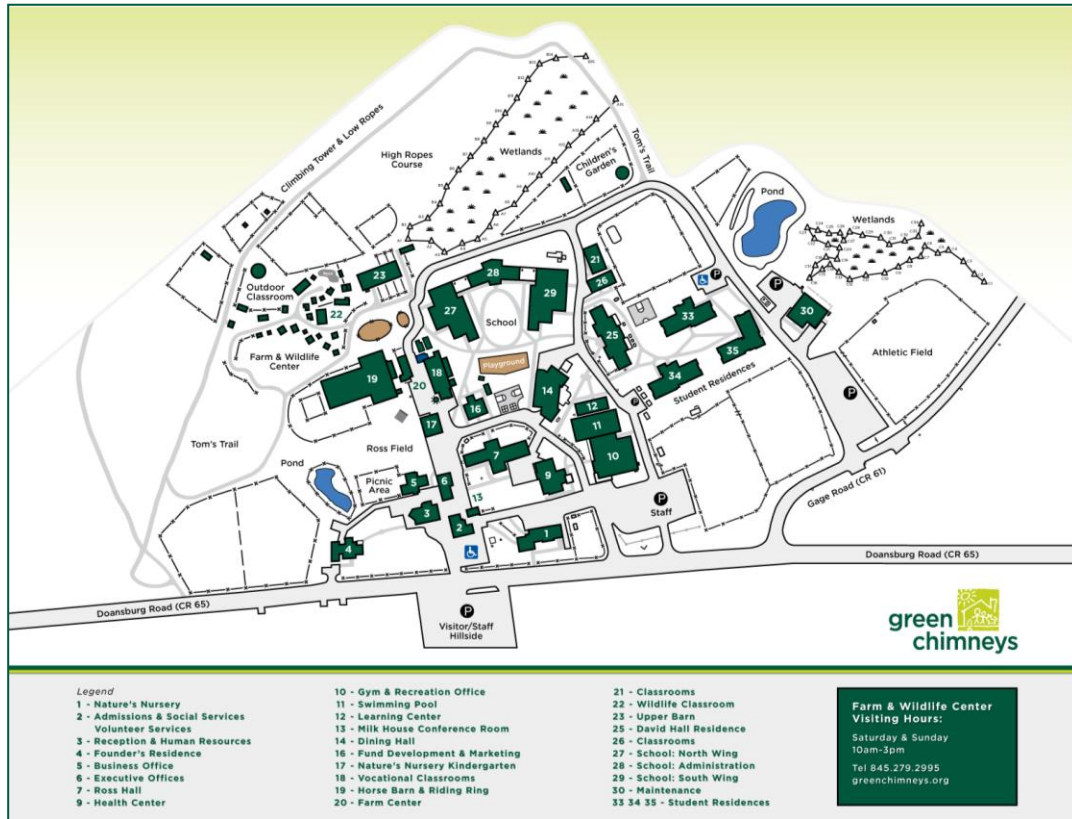 Climbing Tower & Low Ropes
High Ropes
Course
Wetlands
Children's
Garden
Tom's Trail
Pond
Wetlands
Outdoor
Classroom
23
22
Farm & Wildlife
Center
28
27
29
School
21
26
25
33
35
34
30
P
P
P
P
Athletic Field
Student Residences
19
20
18
Playground
16
14
17
12
11
10
7
9
Tom's Trail
Ross Field
Pond
Picnic
Area
5
6
13
3
2
1
4
P
Staff
Gage Road (CR 61)
Doansburg Road (CR 65)
Doansburg Road (CR 65)
P
Visitor/Staff
Hillside
green
chimneys
Legend
1 - Nature's Nursery
2 - Admissions & Social Services
Volunteer Services
3 - Reception & Human Resources
4 - Founder's Residence
5 - Business Office
6 - Executive Offices
7 - Ross Hall
9 - Health Center
10 - Gym & Recreation Office
11 - Swimming Pool
12 - Learning Center
13 - Milk House Conference Room
14 - Dining Hall
16 - Fund Development & Marketing
17 - Nature's Nursery Kindergarten
18 - Vocational Classrooms
19 - Horse Barn & Riding Ring
20 - Farm Center
21 - Classrooms
22 - Wildlife Classroom
23 - Upper Barn
25 - David Hall Residence
26 - Classrooms
27 - School: North Wing
28 - School: Administration
29 - School: South Wing
30 - Maintenance
33 34 35 - Student Residences
Farm & Wildlife Center
Visiting Hours:
Saturday & Sunday
10am-3pm
Tel 845.279.2995
greenchimneys.org